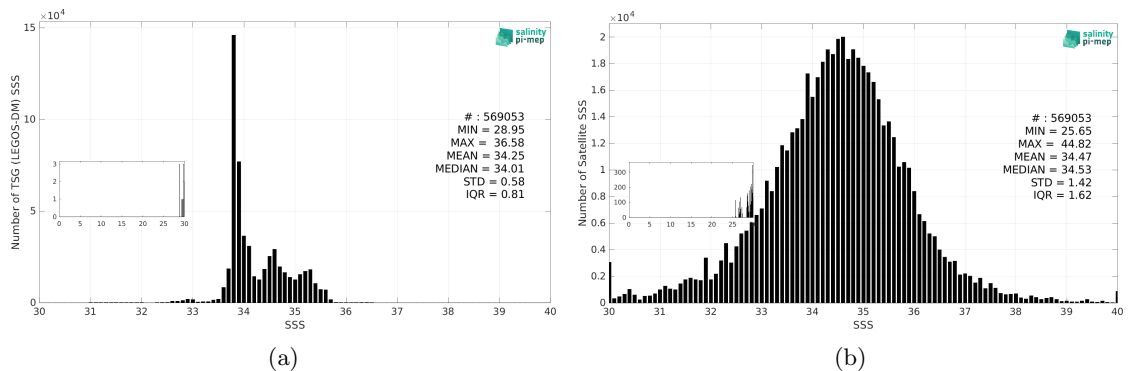 ×10⁴
15
10
5
0
Number of TSG (LEGOS-DM) SSS
salinity
pi-mep
# : 569053
MIN = 28.95
MAX = 36.58
MEAN = 34.25
MEDIAN = 34.01
STD = 0.58
IQR = 0.81
3
2
1
0
0 5 10 15 20 25 30
30 31 32 33 34 35 36 37 38 39 40
SSS
(a)
×10⁴
2
1.8
1.6
1.4
1.2
1
0.8
0.6
0.4
0.2
0
Number of Satellite SSS
salinity
pi-mep
# : 569053
MIN = 25.65
MAX = 44.82
MEAN = 34.47
MEDIAN = 34.53
STD = 1.42
IQR = 1.62
300
200
100
0
0 5 10 15 20 25
30 31 32 33 34 35 36 37 38 39 40
SSS
(b)